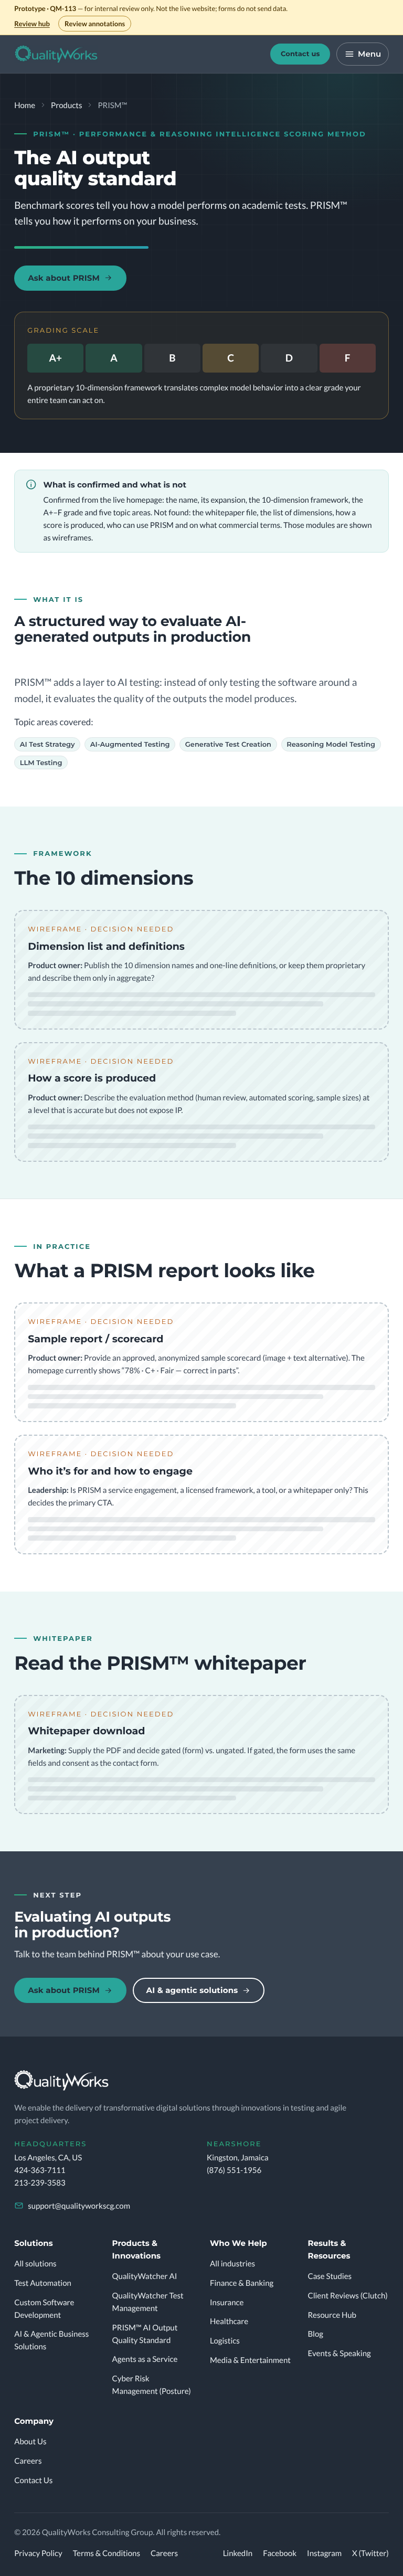 Prototype · QM-113 — for internal review only. Not the live website; forms do not send data.
Review hub
Review annotations
QualityWorks
Contact us
Menu
Home
Products
PRISM™
PRISM™ · PERFORMANCE & REASONING INTELLIGENCE SCORING METHOD
The AI output
quality standard
Benchmark scores tell you how a model performs on academic tests. PRISM™
tells you how it performs on your business.
Ask about PRISM →
GRADING SCALE
A+
A
B
C
D
F
A proprietary 10-dimension framework translates complex model behavior into a clear grade your
entire team can act on.
What is confirmed and what is not
Confirmed from the live homepage: the name, its expansion, the 10-dimension framework, the
A+–F grade and five topic areas. Not found: the whitepaper file, the list of dimensions, how a
score is produced, who can use PRISM and on what commercial terms. Those modules are shown
as wireframes.
WHAT IT IS
A structured way to evaluate AI-
generated outputs in production
PRISM™ adds a layer to AI testing: instead of only testing the software around a
model, it evaluates the quality of the outputs the model produces.
Topic areas covered:
AI Test Strategy
AI-Augmented Testing
Generative Test Creation
Reasoning Model Testing
LLM Testing
FRAMEWORK
The 10 dimensions
WIREFRAME · DECISION NEEDED
Dimension list and definitions
Product owner: Publish the 10 dimension names and one-line definitions, or keep them proprietary
and describe them only in aggregate?
WIREFRAME · DECISION NEEDED
How a score is produced
Product owner: Describe the evaluation method (human review, automated scoring, sample sizes) at
a level that is accurate but does not expose IP.
IN PRACTICE
What a PRISM report looks like
WIREFRAME · DECISION NEEDED
Sample report / scorecard
Product owner: Provide an approved, anonymized sample scorecard (image + text alternative). The
homepage currently shows “78% · C+ · Fair — correct in parts”.
WIREFRAME · DECISION NEEDED
Who it’s for and how to engage
Leadership: Is PRISM a service engagement, a licensed framework, a tool, or a whitepaper only? This
decides the primary CTA.
WHITEPAPER
Read the PRISM™ whitepaper
WIREFRAME · DECISION NEEDED
Whitepaper download
Marketing: Supply the PDF and decide gated (form) vs. ungated. If gated, the form uses the same
fields and consent as the contact form.
NEXT STEP
Evaluating AI outputs
in production?
Talk to the team behind PRISM™ about your use case.
Ask about PRISM →
AI & agentic solutions →
QualityWorks
We enable the delivery of transformative digital solutions through innovations in testing and agile
project delivery.
HEADQUARTERS
Los Angeles, CA, US
424-363-7111
213-239-3583
NEARSHORE
Kingston, Jamaica
(876) 551-1956
support@qualityworkscg.com
Solutions
All solutions
Test Automation
Custom Software
Development
AI & Agentic Business
Solutions
Products &
Innovations
QualityWatcher AI
QualityWatcher Test
Management
PRISM™ AI Output
Quality Standard
Agents as a Service
Cyber Risk
Management (Posture)
Who We Help
All industries
Finance & Banking
Insurance
Healthcare
Logistics
Media & Entertainment
Results &
Resources
Case Studies
Client Reviews (Clutch)
Resource Hub
Blog
Events & Speaking
Company
About Us
Careers
Contact Us
© 2026 QualityWorks Consulting Group. All rights reserved.
Privacy Policy
Terms & Conditions
Careers
LinkedIn
Facebook
Instagram
X (Twitter)